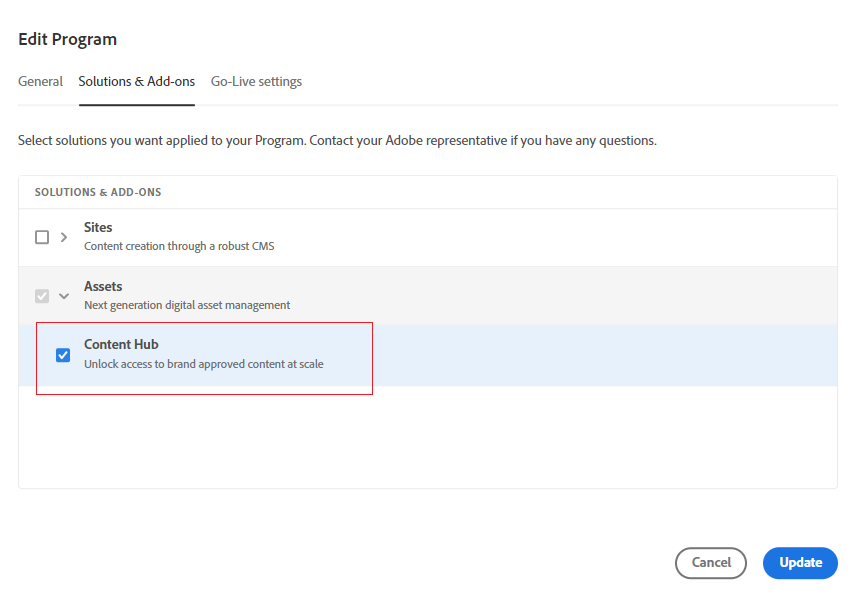 Edit Program
General Solutions & Add-ons Go-Live settings
Select solutions you want applied to your Program. Contact your Adobe representative if you have any questions.
SOLUTIONS & ADD-ONS
Sites
Content creation through a robust CMS
Assets
Next generation digital asset management
Content Hub
Unlock access to brand approved content at scale
Cancel Update